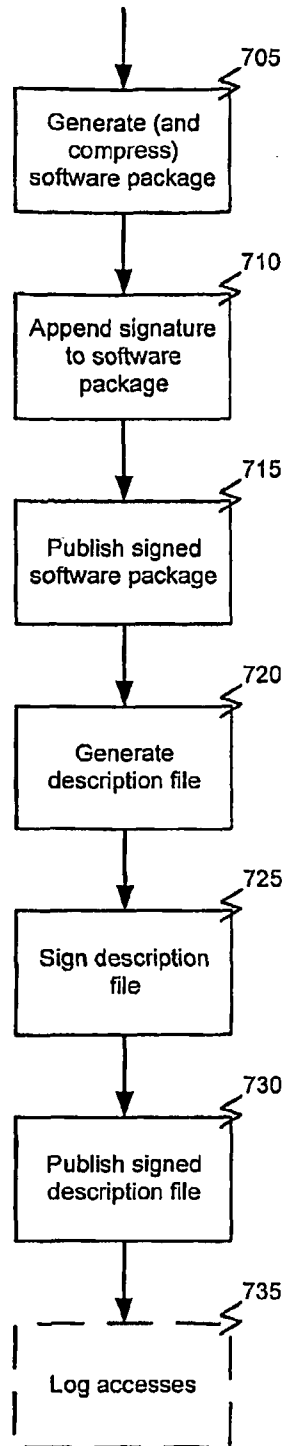 705
Generate (and
compress)
software package
710
Append signature
to software
package
715
Publish signed
software package
720
Generate
description file
725
Sign description
file
730
Publish signed
description file
735
Log accesses